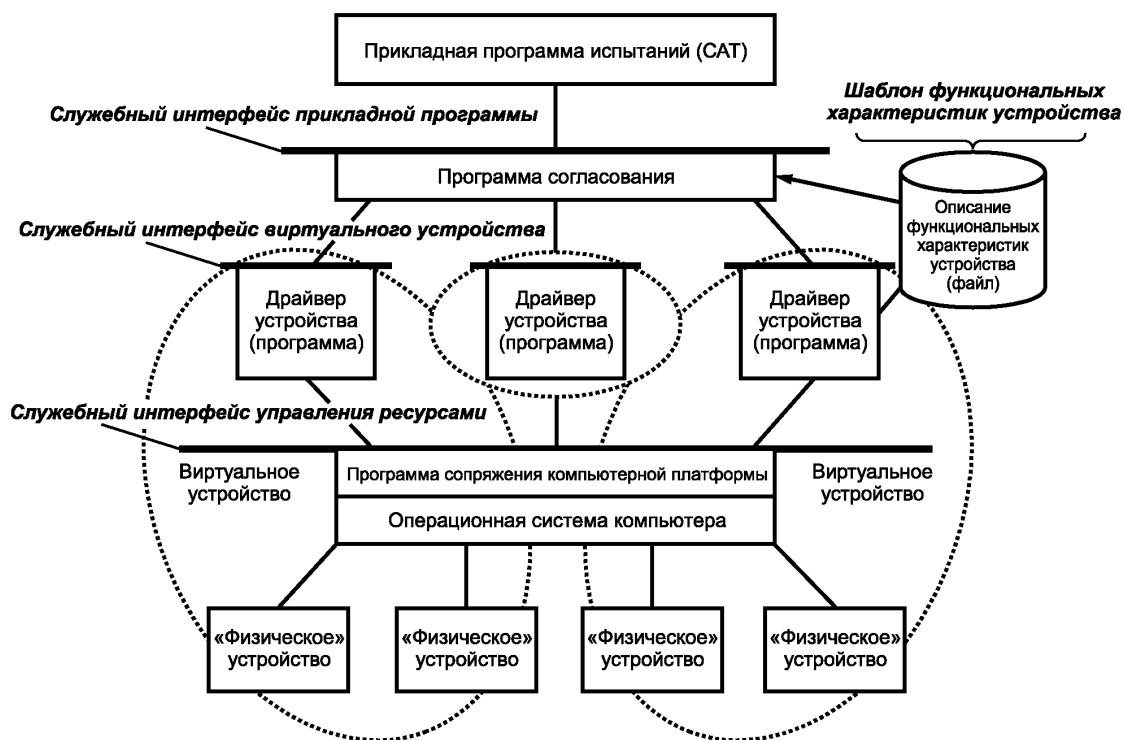 Прикладная программа испытаний (САТ)
Шаблон функциональных
характеристик устройства
Служебный интерфейс прикладной программы
Программа согласования
Описание
функциональных
характеристик
устройства
(файл)
Служебный интерфейс виртуального устройства
Драйвер
устройства
(программа)
Драйвер
устройства
(программа)
Драйвер
устройства
(программа)
Служебный интерфейс управления ресурсами
Виртуальное
устройство
Программа сопряжения компьютерной платформы
Виртуальное
устройство
Операционная система компьютера
«Физическое»
устройство
«Физическое»
устройство
«Физическое»
устройство
«Физическое»
устройство